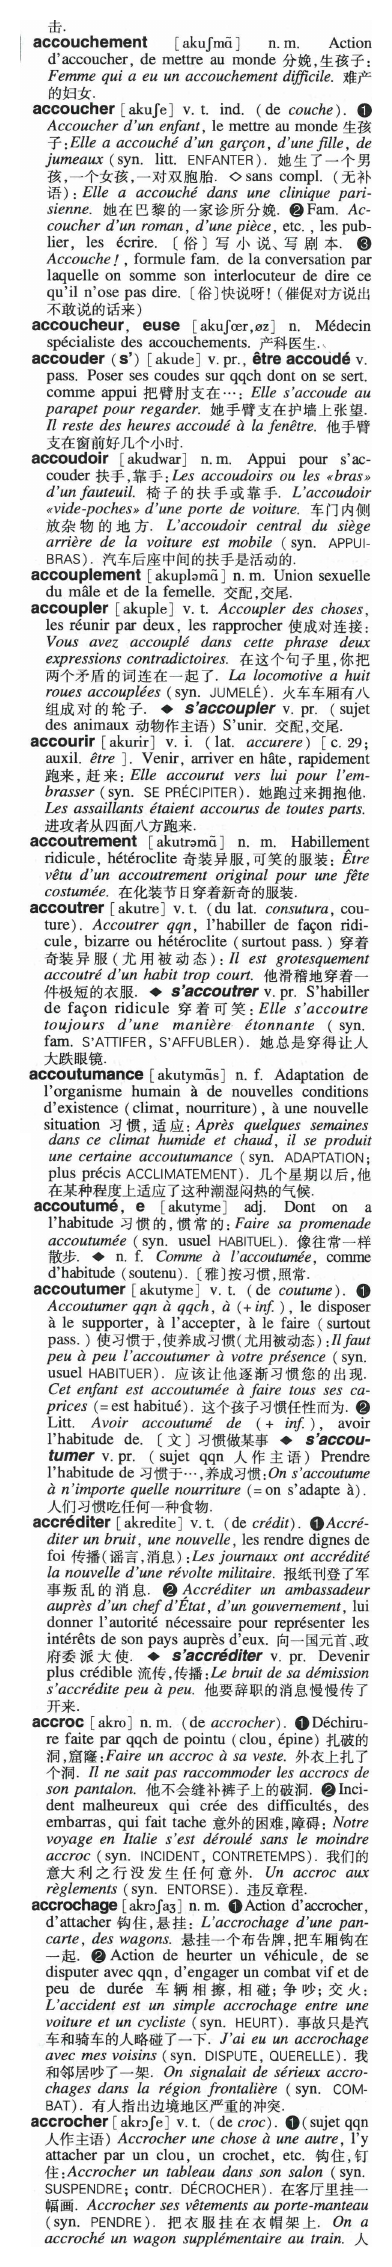 击.
accouchement [akuʃmɑ̃] n. m. Action
d'accoucher, de mettre au monde 分娩,生孩子:
Femme qui a eu un accouchement difficile. 难产
的妇女.
accoucher [akuʃe] v. t. ind. (de couche). ❶
Accoucher d'un enfant, le mettre au monde 生孩
子:Elle a accouché d'un garçon, d'une fille, de
jumeaux (syn. litt. ENFANTER). 她生了一个男
孩,一个女孩,一对双胞胎. ◇ sans compl. (无补
语): Elle a accouché dans une clinique pari-
sienne. 她在巴黎的一家诊所分娩. ❷ Fam. Ac-
coucher d'un roman, d'une pièce, etc., les pub-
lier, les écrire. 〔俗〕写小说、写剧本. ❸
Accouche!, formule fam. de la conversation par
laquelle on somme son interlocuteur de dire ce
qu'il n'ose pas dire. 〔俗〕快说呀! (催促对方说出
不敢说的话来)
accoucheur, euse [akuʃœr,øz] n. Médecin
spécialiste des accouchements. 产科医生.
accouder (s') [akude] v. pr., être accoudé v.
pass. Poser ses coudes sur qqch dont on se sert.
comme appui 把臂肘支在…: Elle s'accoude au
parapet pour regarder. 她手臂支在护墙上张望.
Il reste des heures accoudé à la fenêtre. 他手臂
支在窗前好几个小时.
accoudoir [akudwar] n. m. Appui pour s'ac-
couder 扶手,靠手:Les accoudoirs ou les «bras»
d'un fauteuil. 椅子的扶手或靠手. L'accoudoir
«vide-poches» d'une porte de voiture. 车门内侧
放杂物的地方. L'accoudoir central du siège
arrière de la voiture est mobile (syn. APPUI-
BRAS). 汽车后座中间的扶手是活动的.
accouplement [akupləmɑ̃] n. m. Union sexuelle
du mâle et de la femelle. 交配,交尾.
accoupler [akuple] v. t. Accoupler des choses,
les réunir par deux, les rapprocher 使成对连接:
Vous avez accouplé dans cette phrase deux
expressions contradictoires. 在这个句子里,你把
两个矛盾的词连在一起了. La locomotive a huit
roues accouplées (syn. JUMELÉ). 火车车厢有八
组成对的轮子. ◆ s'accoupler v. pr. (sujet
des animaux 动物作主语) S'unir. 交配,交尾.
accourir [akurir] v. i. (lat. accurere) [c. 29;
auxil. être ]. Venir, arriver en hâte, rapidement
跑来,赶来: Elle accourut vers lui pour l'em-
brasser (syn. SE PRÉCIPITER). 她跑过来拥抱他.
Les assaillants étaient accourus de toutes parts.
进攻者从四面八方跑来.
accoutrement [akutrəmɑ̃] n. m. Habillement
ridicule, hétéroclite 奇装异服,可笑的服装: Être
vêtu d'un accoutrement original pour une fête
costumée. 在化装节日穿着新奇的服装.
accoutrer [akutre] v. t. (du lat. consutura, cou-
ture). Accoutrer qqn, l'habiller de façon ridi-
cule, bizarre ou hétéroclite (surtout pass.) 穿着
奇装异服(尤用被动态): Il est grotesquement
accoutré d'un habit trop court. 他滑稽地穿着一
件极短的衣服. ◆ s'accoutrer v. pr. S'habiller
de façon ridicule 穿着可笑: Elle s'accoutre
toujours d'une manière étonnante (syn.
fam. S'ATTIFER, S'AFFUBLER). 她总是穿得让人
大跌眼镜.
accoutumance [akutymɑ̃s] n. f. Adaptation de
l'organisme humain à de nouvelles conditions
d'existence (climat, nourriture), à une nouvelle
situation 习惯,适应: Après quelques semaines
dans ce climat humide et chaud, il se produit
une certaine accoutumance (syn. ADAPTATION;
plus précis ACCLIMATEMENT). 几个星期以后,他
在某种程度上适应了这种潮湿闷热的气候.
accoutumé, e [akutyme] adj. Dont on a
l'habitude 习惯的,惯常的: Faire sa promenade
accoutumée (syn. usuel HABITUEL). 像往常一样
散步. ◆ n. f. Comme à l'accoutumée, comme
d'habitude (soutenu). 〔雅〕按习惯,照常.
accoutumer [akutyme] v. t. (de coutume). ❶
Accoutumer qqn à qqch, à (+ inf.), le disposer
à le supporter, à l'accepter, à le faire (surtout
pass.) 使习惯于,使养成习惯(尤用被动态):Il faut
peu à peu l'accoutumer à votre présence (syn.
usuel HABITUER). 应该让他逐渐习惯您的出现.
Cet enfant est accoutumée à faire tous ses ca-
prices (= est habitué). 这个孩子习惯任性而为. ❷
Litt. Avoir accoutumé de (+ inf.), avoir
l'habitude de. 〔文〕习惯做某事 ◆ s'accou-
tumer v. pr. (sujet qqn 人作主语) Prendre
l'habitude de 习惯于…,养成习惯:On s'accoutume
à n'importe quelle nourriture (= on s'adapte à).
人们习惯吃任何一种食物.
accréditer [akredite] v. t. (de crédit). ❶Accré-
diter un bruit, une nouvelle, les rendre dignes de
foi 传播(谣言,消息):Les journaux ont accrédité
la nouvelle d'une révolte militaire. 报纸刊登了军
事叛乱的消息. ❷ Accréditer un ambassadeur
auprès d'un chef d'État, d'un gouvernement, lui
donner l'autorité nécessaire pour représenter les
intérêts de son pays auprès d'eux. 向一国元首、政
府委派大使. ◆ s'accréditer v. pr. Devenir
plus crédible 流传,传播:Le bruit de sa démission
s'accrédite peu à peu. 他要辞职的消息慢慢传了
开来.
accroc [akro] n. m. (de accrocher). ❶Déchiru-
re faite par qqch de pointu (clou, épine) 扎破的
洞,窟窿:Faire un accroc à sa veste. 外衣上扎了
个洞. Il ne sait pas raccommoder les accrocs de
son pantalon. 他不会缝补裤子上的破洞. ❷Inci-
dent malheureux qui crée des difficultés, des
embarras, qui fait tache 意外的困难,障碍: Notre
voyage en Italie s'est déroulé sans le moindre
accroc (syn. INCIDENT, CONTRETEMPS). 我们的
意大利之行没发生任何意外. Un accroc aux
règlements (syn. ENTORSE). 违反章程.
accrochage [akrɔʃaʒ] n. m. ❶Action d'accrocher,
d'attacher 钩住,悬挂: L'accrochage d'une pan-
carte, des wagons. 悬挂一个布告牌,把车厢钩在
一起. ❷ Action de heurter un véhicule, de se
disputer avec qqn, d'engager un combat vif et de
peu de durée 车辆相擦,相碰;争吵;交火:
L'accident est un simple accrochage entre une
voiture et un cycliste (syn. HEURT). 事故只是汽
车和骑车的人略碰了一下. J'ai eu un accrochage
avec mes voisins (syn. DISPUTE, QUERELLE). 我
和邻居吵了一架. On signalait de sérieux accro-
chages dans la région frontalière (syn. COM-
BAT). 有人指出边境地区严重的冲突.
accrocher [akrɔʃe] v. t. (de croc). ❶(sujet qqn
人作主语) Accrocher une chose à une autre, l'y
attacher par un clou, un crochet, etc. 钩住,钉
住:Accrocher un tableau dans son salon (syn.
SUSPENDRE; contr. DÉCROCHER). 在客厅里挂一
幅画. Accrocher ses vêtements au porte-manteau
(syn. PENDRE). 把衣服挂在衣帽架上. On a
accroché un wagon supplémentaire au train. 人